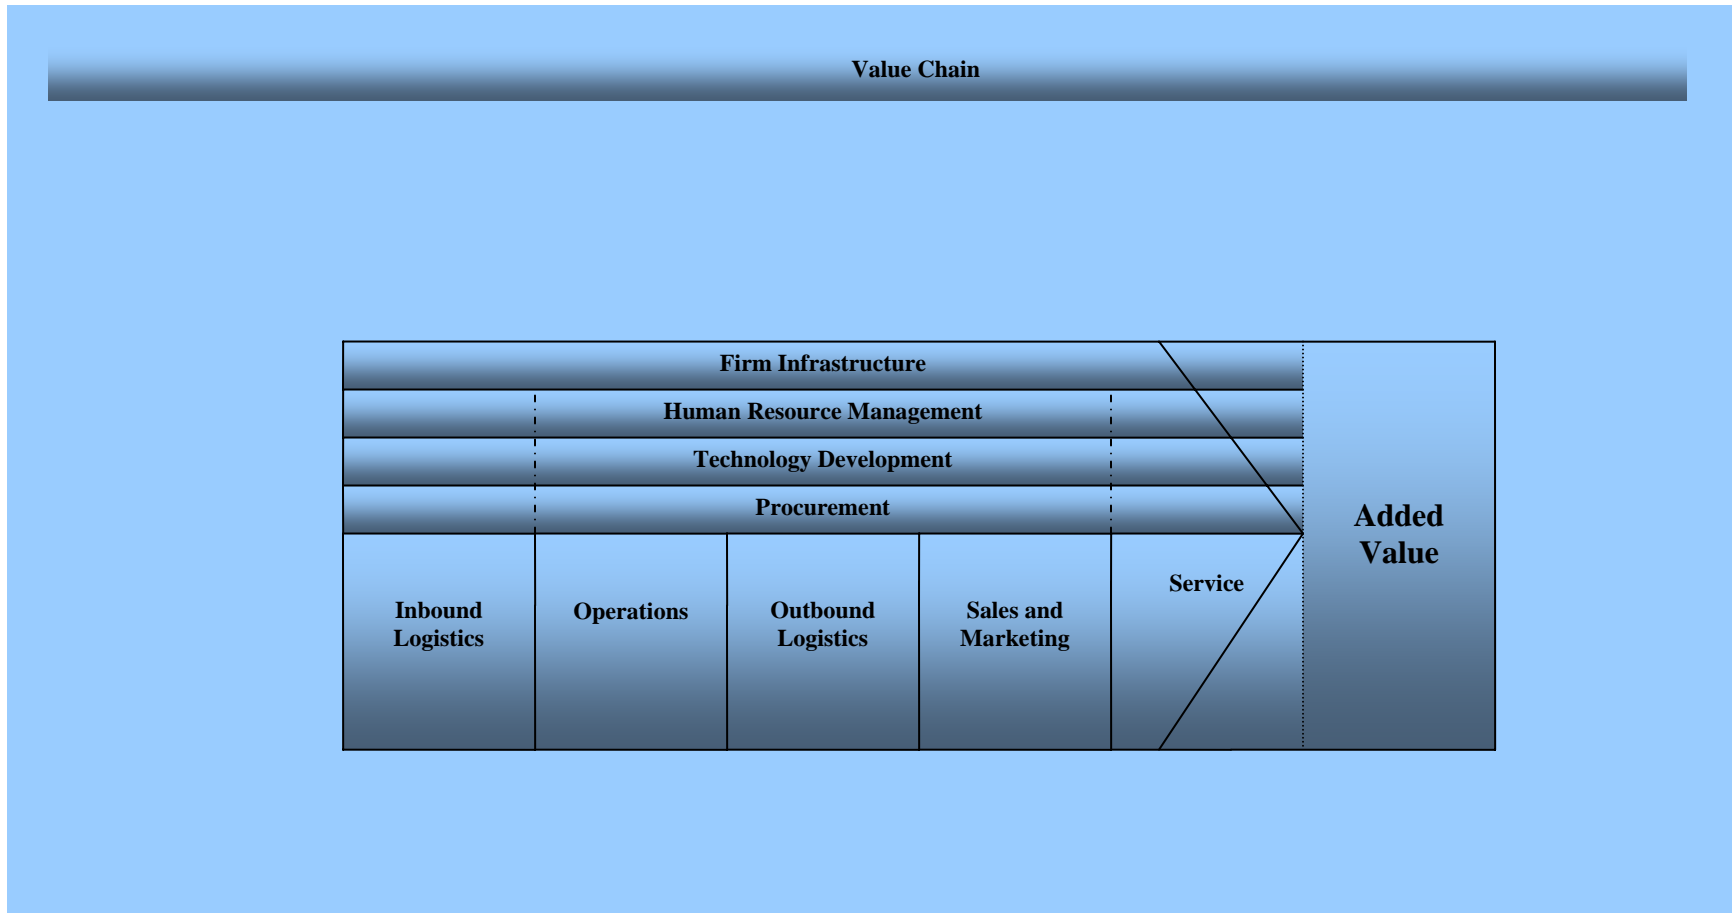 Value Chain
Firm Infrastructure
Human Resource Management
Technology Development
Procurement
Added
Value
Inbound
Logistics
Operations
Outbound
Logistics
Sales and
Marketing
Service